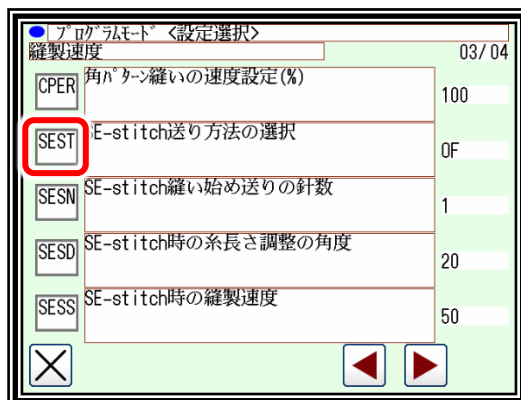 プログラムモード <設定選択>
縫製速度 03/04
CPER 角パターン縫いの速度設定(%) 100
SEST SE-stitch送り方法の選択 OF
SESN SE-stitch縫い始め送りの針数 1
SESD SE-stitch時の糸長さ調整の角度 20
SESS SE-stitch時の縫製速度 50